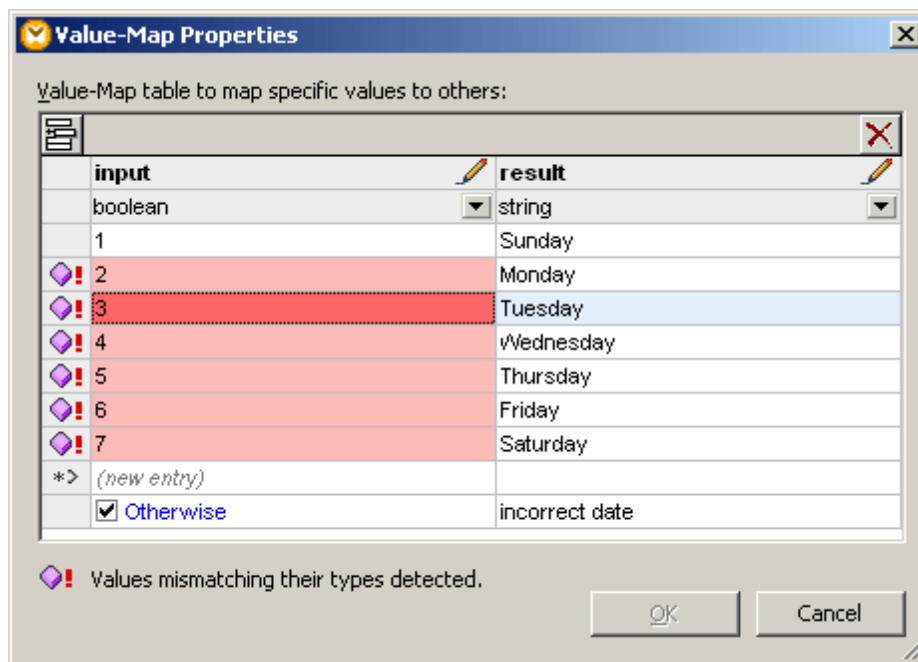 Value-Map Properties
Value-Map table to map specific values to others:
input result
boolean string
1 Sunday
2 Monday
3 Tuesday
4 Wednesday
5 Thursday
6 Friday
7 Saturday
*> (new entry)
Otherwise incorrect date
! Values mismatching their types detected.
OK Cancel